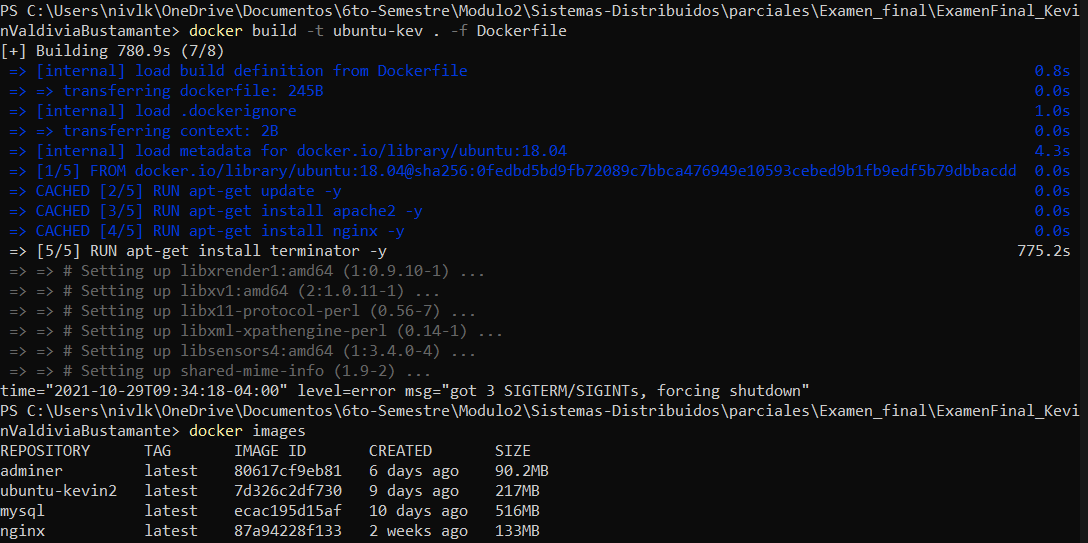 PS C:\Users\nivlk\OneDrive\Documentos\6to-Semestre\Modulo2\Sistemas-Distribuidos\parciales\Examen_final\ExamenFinal_Kevi
nValdiviaBustamante> docker build -t ubuntu-kev . -f Dockerfile
[+] Building 780.9s (7/8)
=> [internal] load build definition from Dockerfile 0.8s
=> => transferring dockerfile: 245B 0.0s
=> [internal] load .dockerignore 1.0s
=> => transferring context: 2B 0.0s
=> [internal] load metadata for docker.io/library/ubuntu:18.04 4.3s
=> [1/5] FROM docker.io/library/ubuntu:18.04@sha256:0fedbd5bd9fb72089c7bbca476949e10593cebed9b1fb9edf5b79dbbacdd 0.0s
=> CACHED [2/5] RUN apt-get update -y 0.0s
=> CACHED [3/5] RUN apt-get install apache2 -y 0.0s
=> CACHED [4/5] RUN apt-get install nginx -y 0.0s
=> [5/5] RUN apt-get install terminator -y 775.2s
=> => # Setting up libxrender1:amd64 (1:0.9.10-1) ...
=> => # Setting up libxv1:amd64 (2:1.0.11-1) ...
=> => # Setting up libx11-protocol-perl (0.56-7) ...
=> => # Setting up libxml-xpathengine-perl (0.14-1) ...
=> => # Setting up libsensors4:amd64 (1:3.4.0-4) ...
=> => # Setting up shared-mime-info (1.9-2) ...
time="2021-10-29T09:34:18-04:00" level=error msg="got 3 SIGTERM/SIGINTs, forcing shutdown"
PS C:\Users\nivlk\OneDrive\Documentos\6to-Semestre\Modulo2\Sistemas-Distribuidos\parciales\Examen_final\ExamenFinal_Kevi
nValdiviaBustamante> docker images
REPOSITORY TAG IMAGE ID CREATED SIZE
adminer latest 80617cf9eb81 6 days ago 90.2MB
ubuntu-kevin2 latest 7d326c2df730 9 days ago 217MB
mysql latest ecac195d15af 10 days ago 516MB
nginx latest 87a94228f133 2 weeks ago 133MB